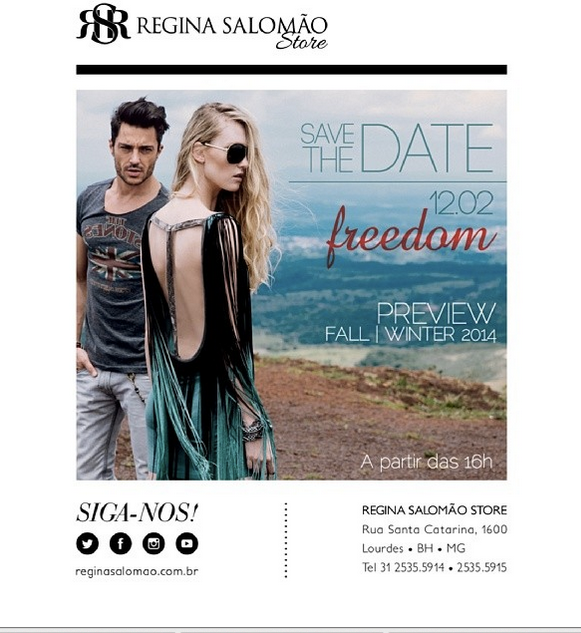 RSR REGINA SALOMÃO
Store
SAVE
THE DATE
12.02
freedom
PREVIEW
FALL | WINTER 2014
A partir das 16h
SIGA-NOS!
reginasalomao.com.br
REGINA SALOMÃO STORE
Rua Santa Catarina, 1600
Lourdes • BH • MG
Tel 31 2535.5914 • 2535.5915